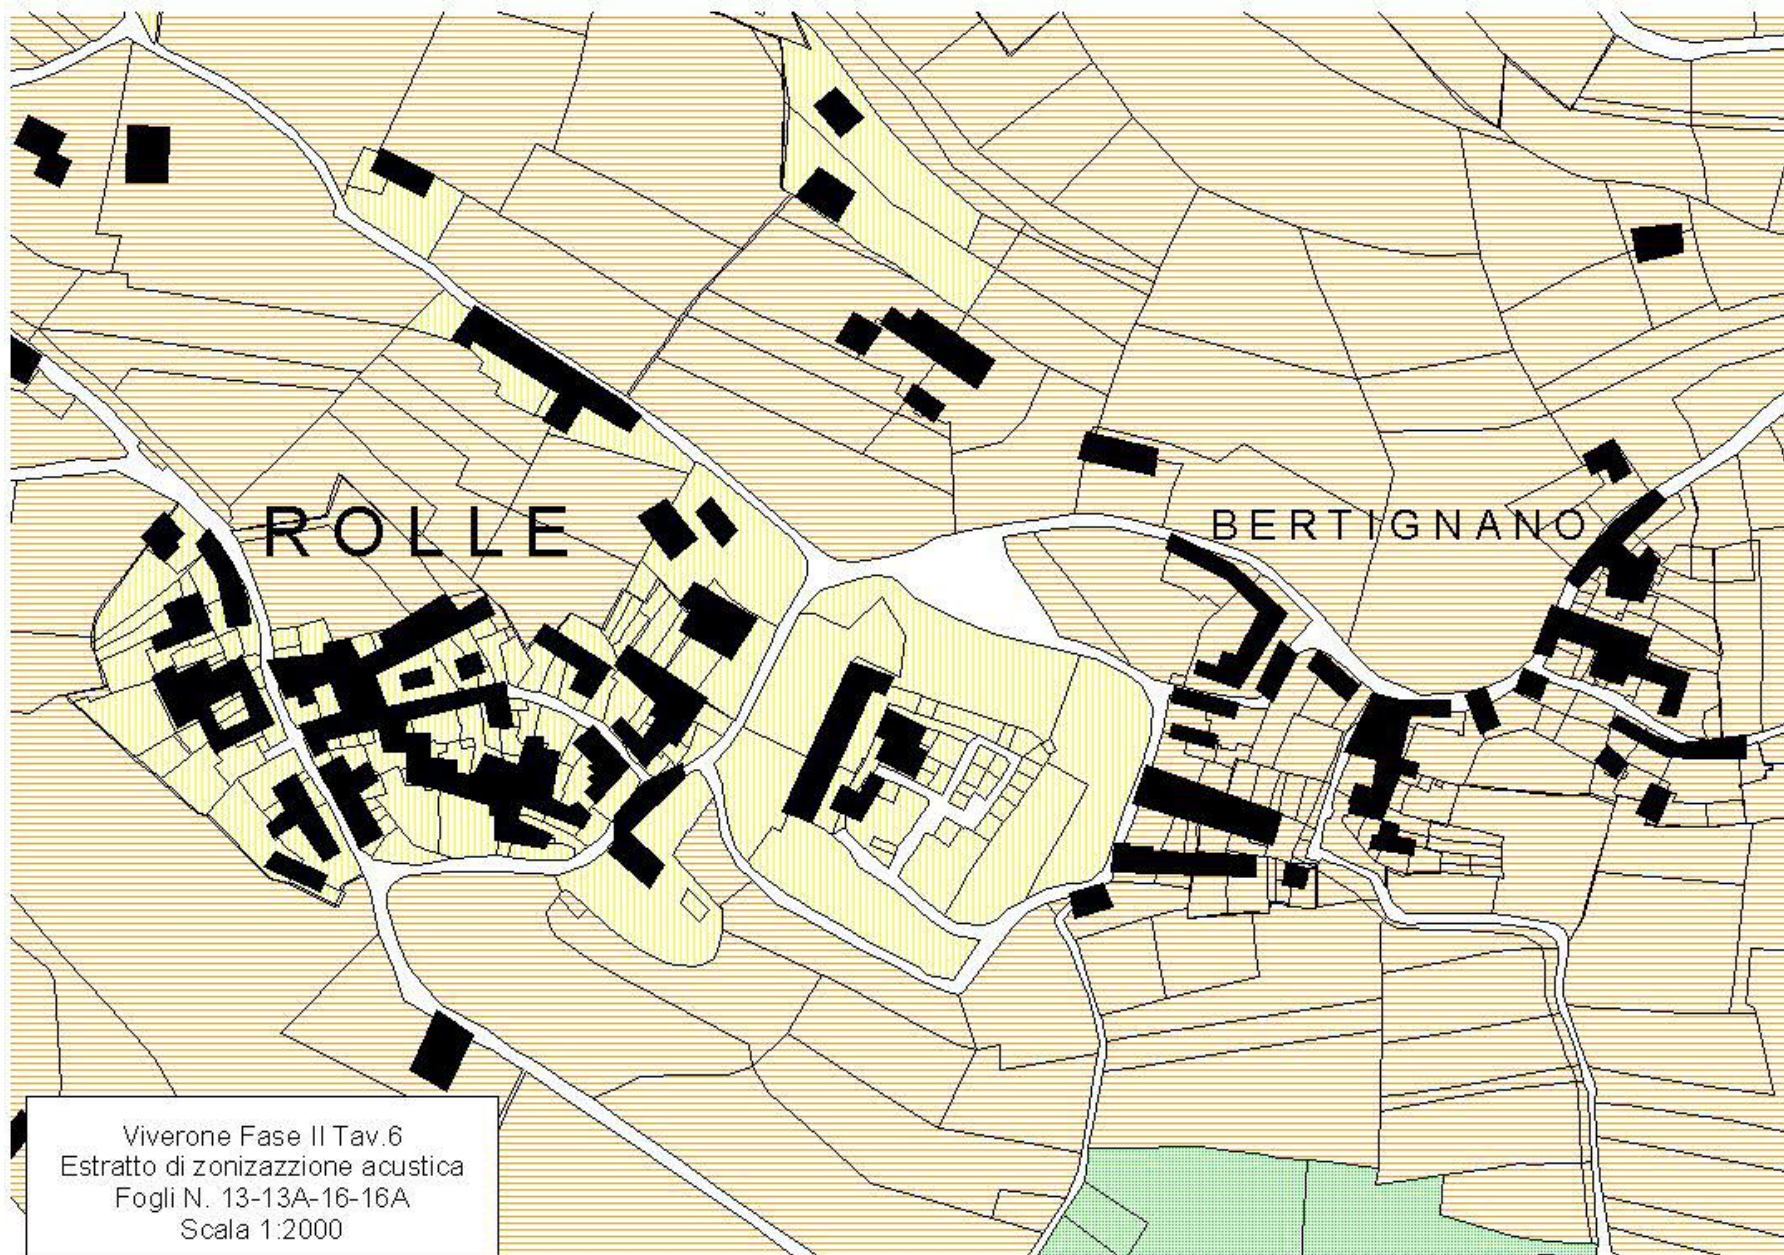 ROLLE
BERTIGNANO
Viverone Fase II Tav.6
Estratto di zonizazzione acustica
Fogli N. 13-13A-16-16A
Scala 1:2000